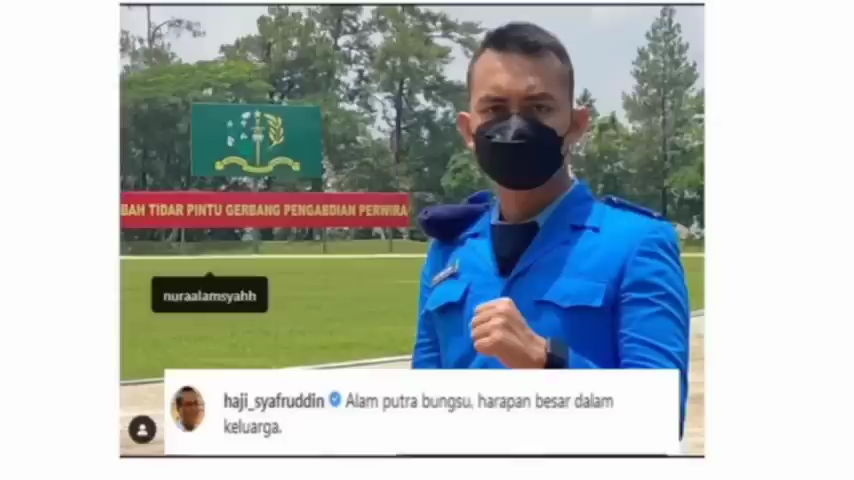 BAH TIDAR PINTU GERBANG PENGABDIAN PERWIRA
nuraalamsyahh
haji_syafruddin Alam putra bungsu, harapan besar dalam
keluarga.